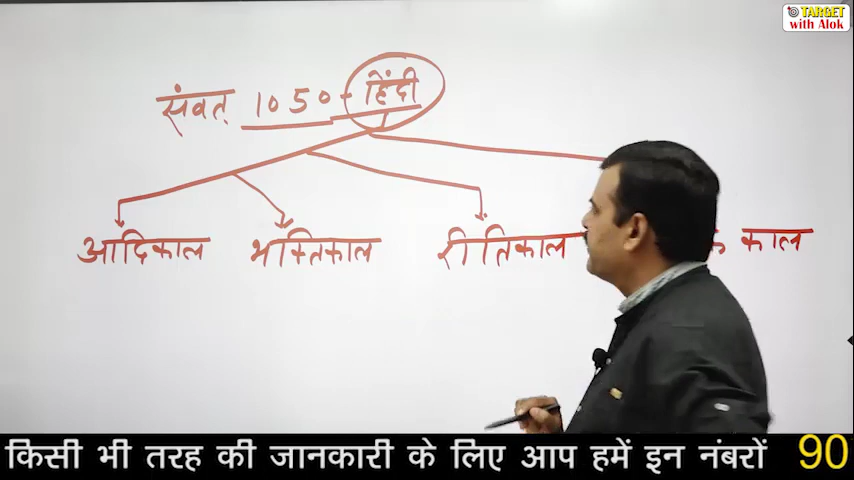 TARGET
with Alok
संवत् 1050 - हिंदी
आदिकाल भक्तिकाल रीतिकाल काल
किसी भी तरह की जानकारी के लिए आप हमें इन नंबरों 90